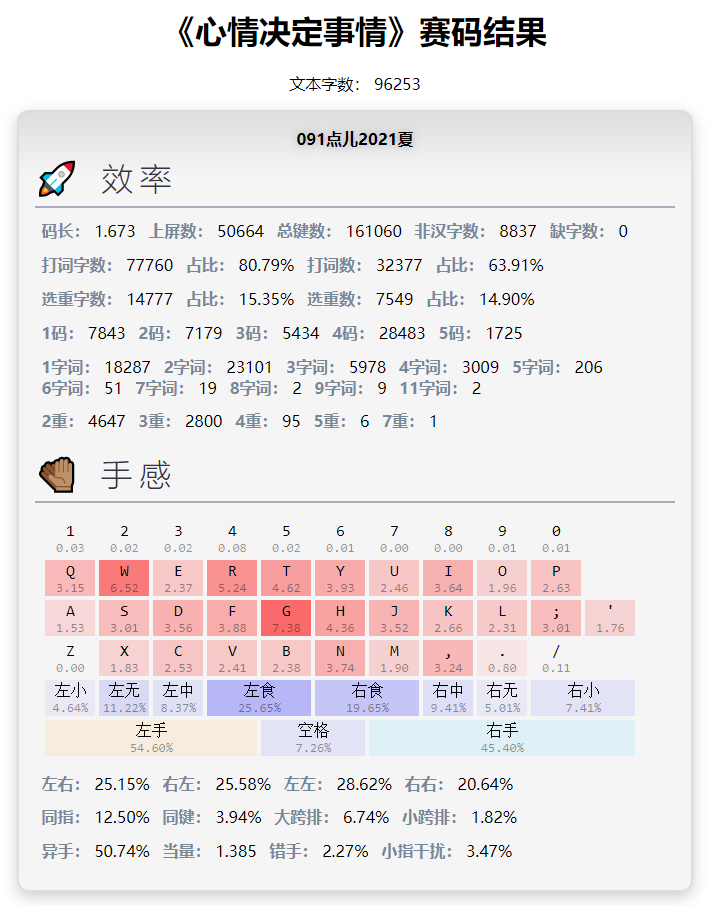 《心情决定事情》赛码结果
文本字数： 96253
091点儿2021夏
效率
码长： 1.673 上屏数： 50664 总键数： 161060 非汉字数： 8837 缺字数： 0
打词字数： 77760 占比： 80.79% 打词数： 32377 占比： 63.91%
选重字数： 14777 占比： 15.35% 选重数： 7549 占比： 14.90%
1码： 7843 2码： 7179 3码： 5434 4码： 28483 5码： 1725
1字词： 18287 2字词： 23101 3字词： 5978 4字词： 3009 5字词： 206
6字词： 51 7字词： 19 8字词： 2 9字词： 9 11字词： 2
2重： 4647 3重： 2800 4重： 95 5重： 6 7重： 1
手感
1 2 3 4 5 6 7 8 9 0
0.03 0.02 0.02 0.08 0.02 0.01 0.00 0.00 0.01 0.01
Q W E R T Y U I O P
3.15 6.52 2.37 5.24 4.62 3.93 2.46 3.64 1.96 2.63
A S D F G H J K L ; '
1.53 3.01 3.56 3.88 7.38 4.36 3.52 2.66 2.31 3.01 1.76
Z X C V B N M , . /
0.00 1.83 2.53 2.41 2.38 3.74 1.90 3.24 0.80 0.11
左小 左无 左中 左食 右食 右中 右无 右小
4.64% 11.22% 8.37% 25.65% 19.65% 9.41% 5.01% 7.41%
左手 空格 右手
54.60% 7.26% 45.40%
左右： 25.15% 右左： 25.58% 左左： 28.62% 右右： 20.64%
同指： 12.50% 同键： 3.94% 大跨排： 6.74% 小跨排： 1.82%
异手： 50.74% 当量： 1.385 错手： 2.27% 小指干扰： 3.47%